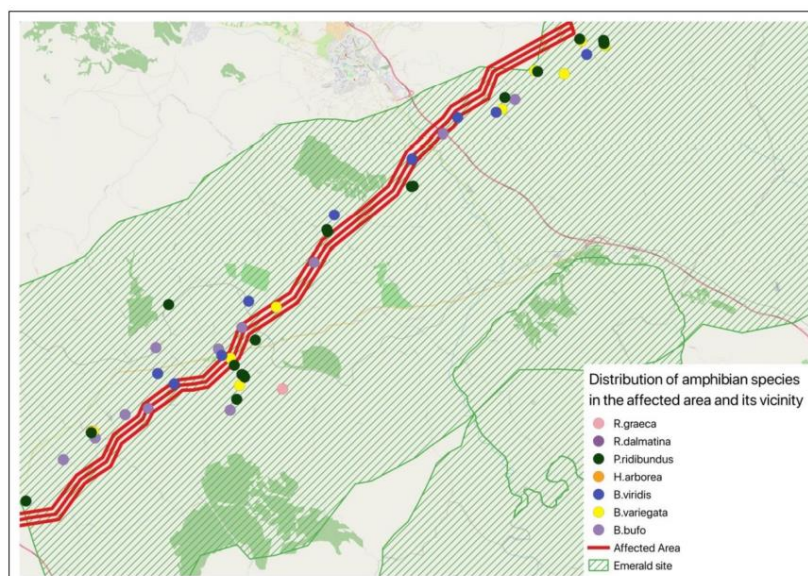 Distribution of amphibian species
in the affected area and its vicinity
R.graeca
R.dalmatina
P.ridibundus
H.arborea
B.viridis
B.variegata
B.bufo
Affected Area
Emerald site